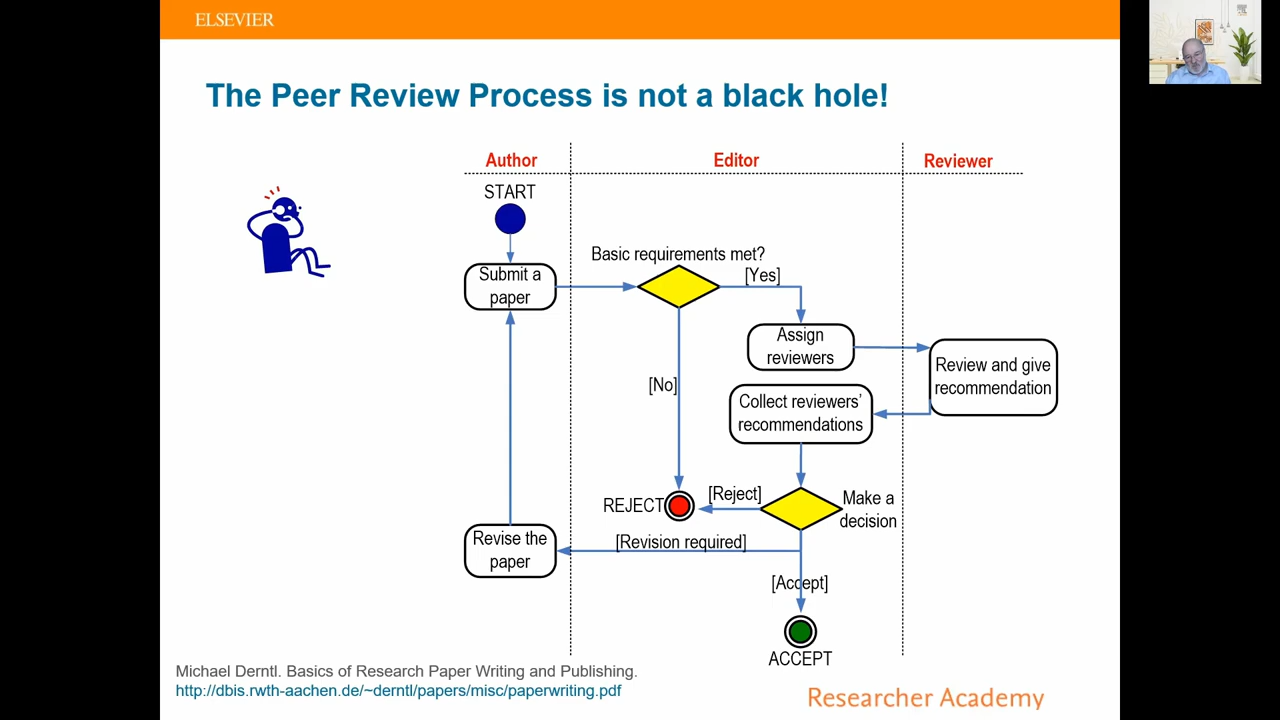 ELSEVIER
The Peer Review Process is not a black hole!
Author
Editor
Reviewer
START
Basic requirements met?
[Yes]
Submit a
paper
Assign
reviewers
Review and give
recommendation
[No]
Collect reviewers’
recommendations
REJECT
[Reject]
Make a
decision
Revise the
paper
[Revision required]
[Accept]
ACCEPT
Michael Derntl. Basics of Research Paper Writing and Publishing.
http://dbis.rwth-aachen.de/~derntl/papers/misc/paperwriting.pdf
Researcher Academy